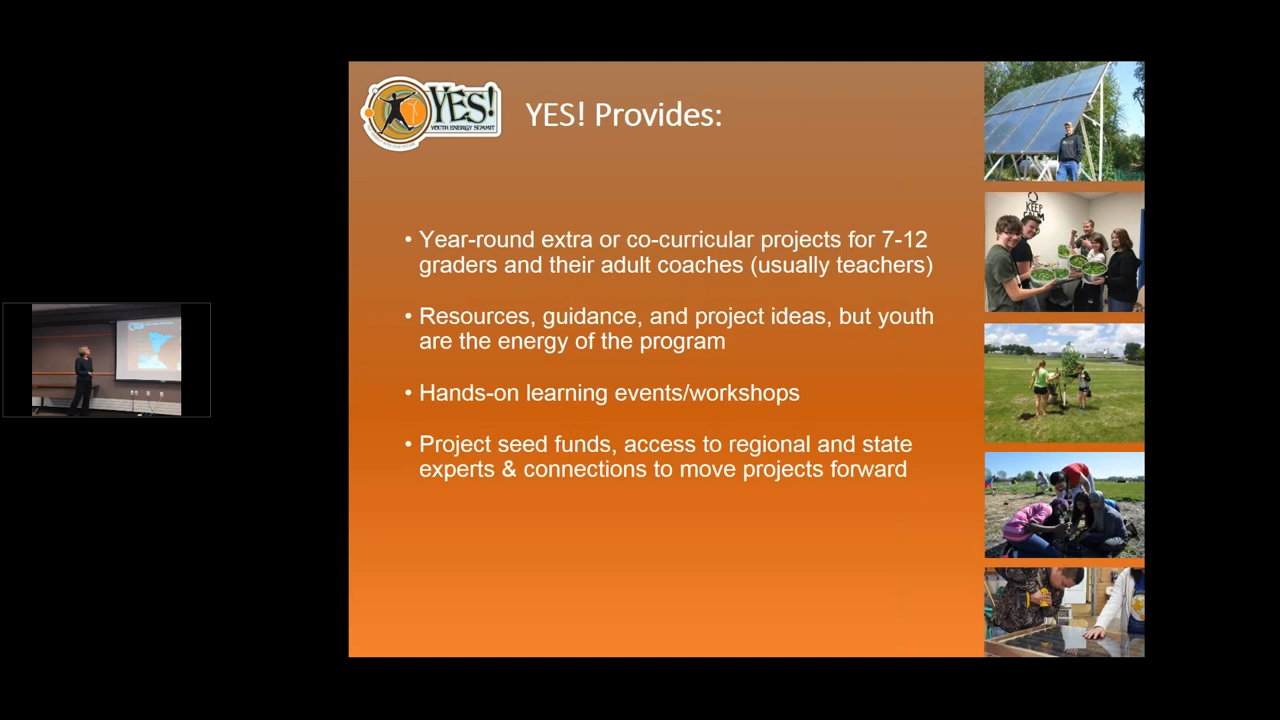 YES!
YOUTH ENERGY SUMMIT
YES! Provides:
• Year-round extra or co-curricular projects for 7-12
graders and their adult coaches (usually teachers)
• Resources, guidance, and project ideas, but youth
are the energy of the program
• Hands-on learning events/workshops
• Project seed funds, access to regional and state
experts & connections to move projects forward
KEEP
CALM